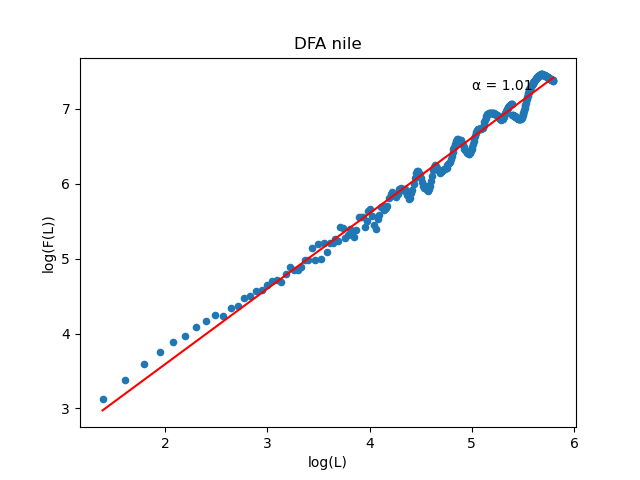 DFA nile
α = 1.01
log(F(L))
7
6
5
4
3
2 3 4 5 6
log(L)